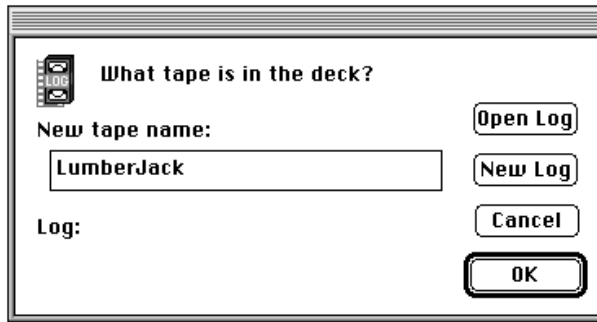 LOG
What tape is in the deck?
New tape name:
LumberJack
Log:
Open Log
New Log
Cancel
OK